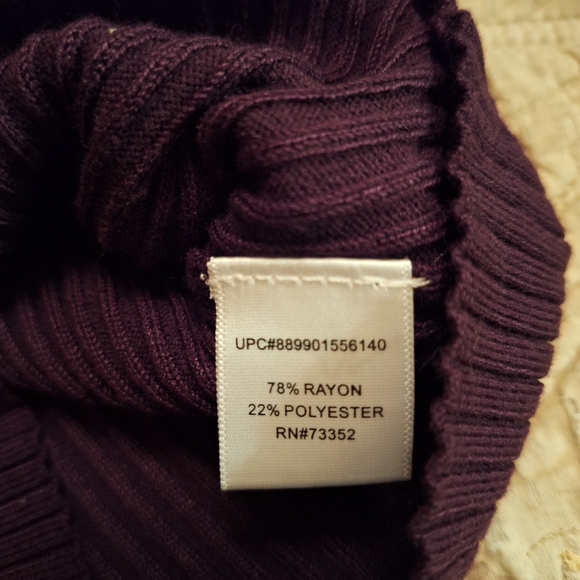 UPC#889901556140
78% RAYON
22% POLYESTER
RN#73352